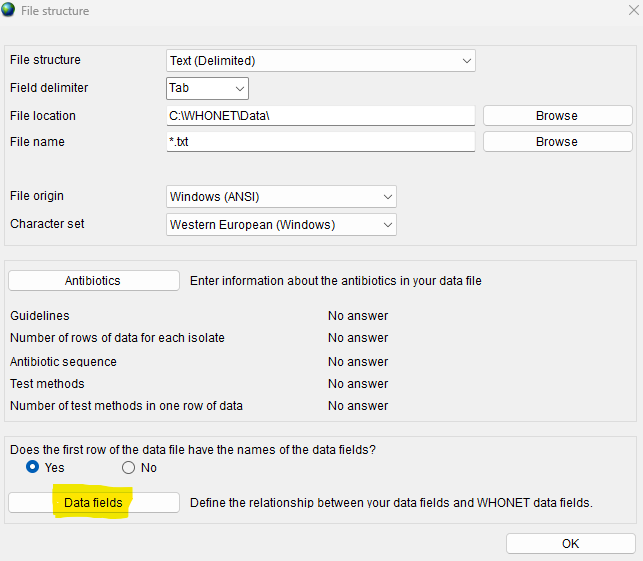 File structure
File structure Text (Delimited)
Field delimiter Tab
File location C:\WHONET\Data\ Browse
File name *.txt Browse
File origin Windows (ANSI)
Character set Western European (Windows)
Antibiotics Enter information about the antibiotics in your data file
Guidelines No answer
Number of rows of data for each isolate No answer
Antibiotic sequence No answer
Test methods No answer
Number of test methods in one row of data No answer
Does the first row of the data file have the names of the data fields?
Yes No
Data fields Define the relationship between your data fields and WHONET data fields.
OK